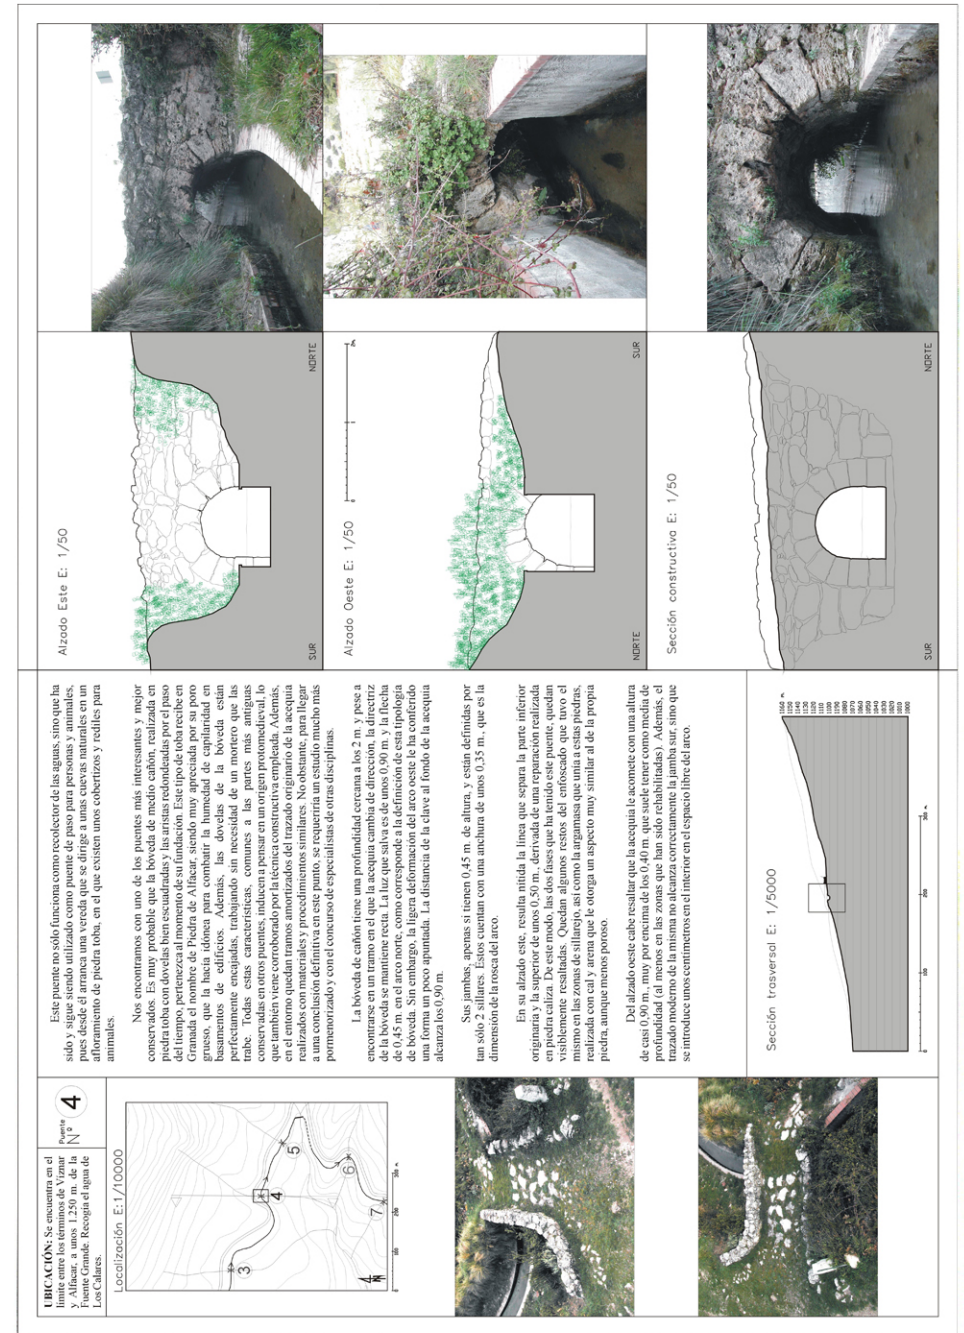 UBICACIÓN: Se encuentra en el
límite entre los términos de Víznar
y Alfacar, a unos 1.250 m. de la
Fuente Grande. Recogía el agua de
Los Calares.
Puente
Nº 4
Localización E:1/10000
3
4
5
6
7
N
Este puente no sólo funciona como recolector de las aguas, sino que ha
sido y sigue siendo utilizado como puente de paso para personas y animales,
pues desde él arranca una vereda que se dirige a unas cuevas naturales en un
afloramiento de piedra toba, en el que existen unos cobertizos y rediles para
animales.
Nos encontramos con uno de los puentes más interesantes y mejor
conservados. Es muy probable que la bóveda de medio cañón, realizada en
piedra toba con dovelas bien escuadradas y las aristas redondeadas por el paso
del tiempo, pertenezca al momento de su fundación. Este tipo de toba recibe en
Granada el nombre de Piedra de Alfacar, siendo muy apreciada por su poro
grueso, que la hacía idónea para combatir la humedad de capilaridad en
basamentos de edificios. Además, las dovelas de la bóveda están
perfectamente encajadas, trabajando sin necesidad de un mortero que las
trabe. Todas estas características, comunes a las partes más antiguas
conservadas en otros puentes, inducen a pensar en un origen protomedieval, lo
que también viene corroborado por la técnica constructiva empleada. Además,
en el entorno quedan tramos amortizados del trazado originario de la acequia
realizados con materiales y procedimientos similares. No obstante, para llegar
a una conclusión definitiva en este punto, se requeriría un estudio mucho más
pormenorizado y con el concurso de especialistas de otras disciplinas.
La bóveda de cañón tiene una profundidad cercana a los 2 m. y pese a
encontrarse en un tramo en el que la acequia cambia de dirección, la directriz
de la bóveda se mantiene recta. La luz que salva es de unos 0,90 m. y la flecha
de 0,45 m. en el arco norte, como corresponde a la definición de esta tipología
de bóveda. Sin embargo, la ligera deformación del arco oeste le ha conferido
una forma un poco apuntada. La distancia de la clave al fondo de la acequia
alcanza los 0,90 m.
Sus jambas, apenas si tienen 0,45 m. de altura, y están definidas por
tan sólo 2 sillares. Estos cuentan con una anchura de unos 0,35 m., que es la
dimensión de la rosca del arco.
En su alzado este, resulta nítida la línea que separa la parte inferior
originaria y la superior de unos 0,50 m., derivada de una reparación realizada
en piedra caliza. De este modo, las dos fases que ha tenido este puente, quedan
visiblemente resaltadas. Quedan algunos restos del enfoscado que tuvo el
mismo en las zonas de sillarejo, así como la argamasa que unía a estas piedras,
realizada con cal y arena que le otorga un aspecto muy similar al de la propia
piedra, aunque menos poroso.
Del alzado oeste cabe resaltar que la acequia le acomete con una altura
de casi 0,90 m., muy por encima de los 0,40 m. que suele tener como media de
profundidad (al menos en las zonas que han sido rehabilitadas). Además, el
trazado moderno de la misma no alcanza correctamente la jamba sur, sino que
se introduce unos centímetros en el interior en el espacio libre del arco.
Sección trasversal E: 1/5000
0
100
200
300
Alzado Este E: 1/50
SUR
NORTE
Alzado Oeste E: 1/50
0
1
NORTE
SUR
Sección constructiva E: 1/50
SUR
NORTE